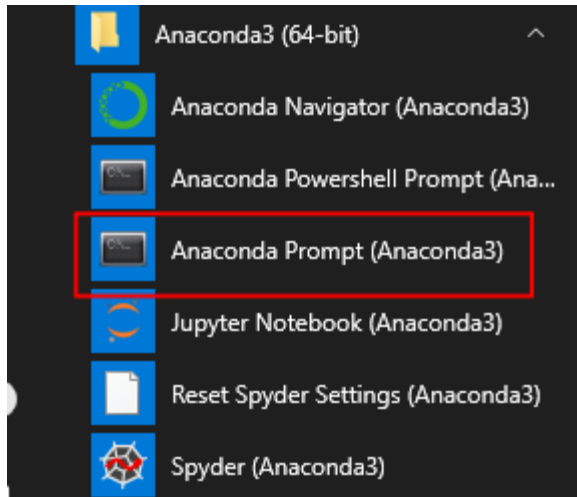 Anaconda3 (64-bit)
Anaconda Navigator (Anaconda3)
Anaconda Powershell Prompt (Ana...
Anaconda Prompt (Anaconda3)
Jupyter Notebook (Anaconda3)
Reset Spyder Settings (Anaconda3)
Spyder (Anaconda3)